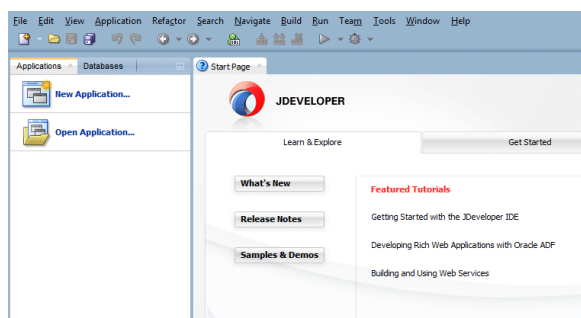 File Edit View Application Refactor Search Navigate Build Run Team Tools Window Help
Applications Databases Start Page
New Application...
Open Application...
JDEVELOPER
Learn & Explore Get Started
What's New
Release Notes
Samples & Demos
Featured Tutorials
Getting Started with the JDeveloper IDE
Developing Rich Web Applications with Oracle ADF
Building and Using Web Services